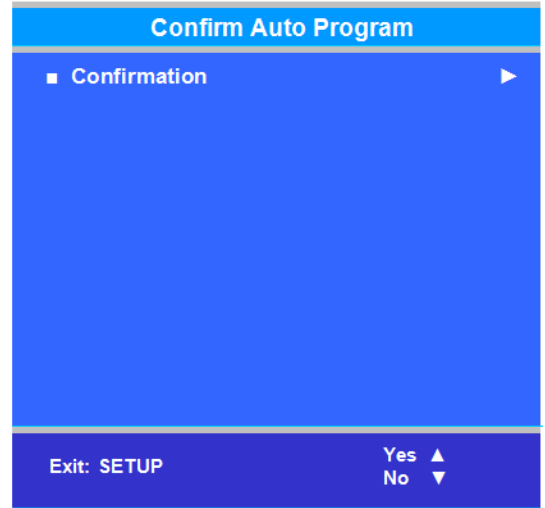 Confirm Auto Program
■ Confirmation ►
Exit: SETUP
Yes ▲
No ▼